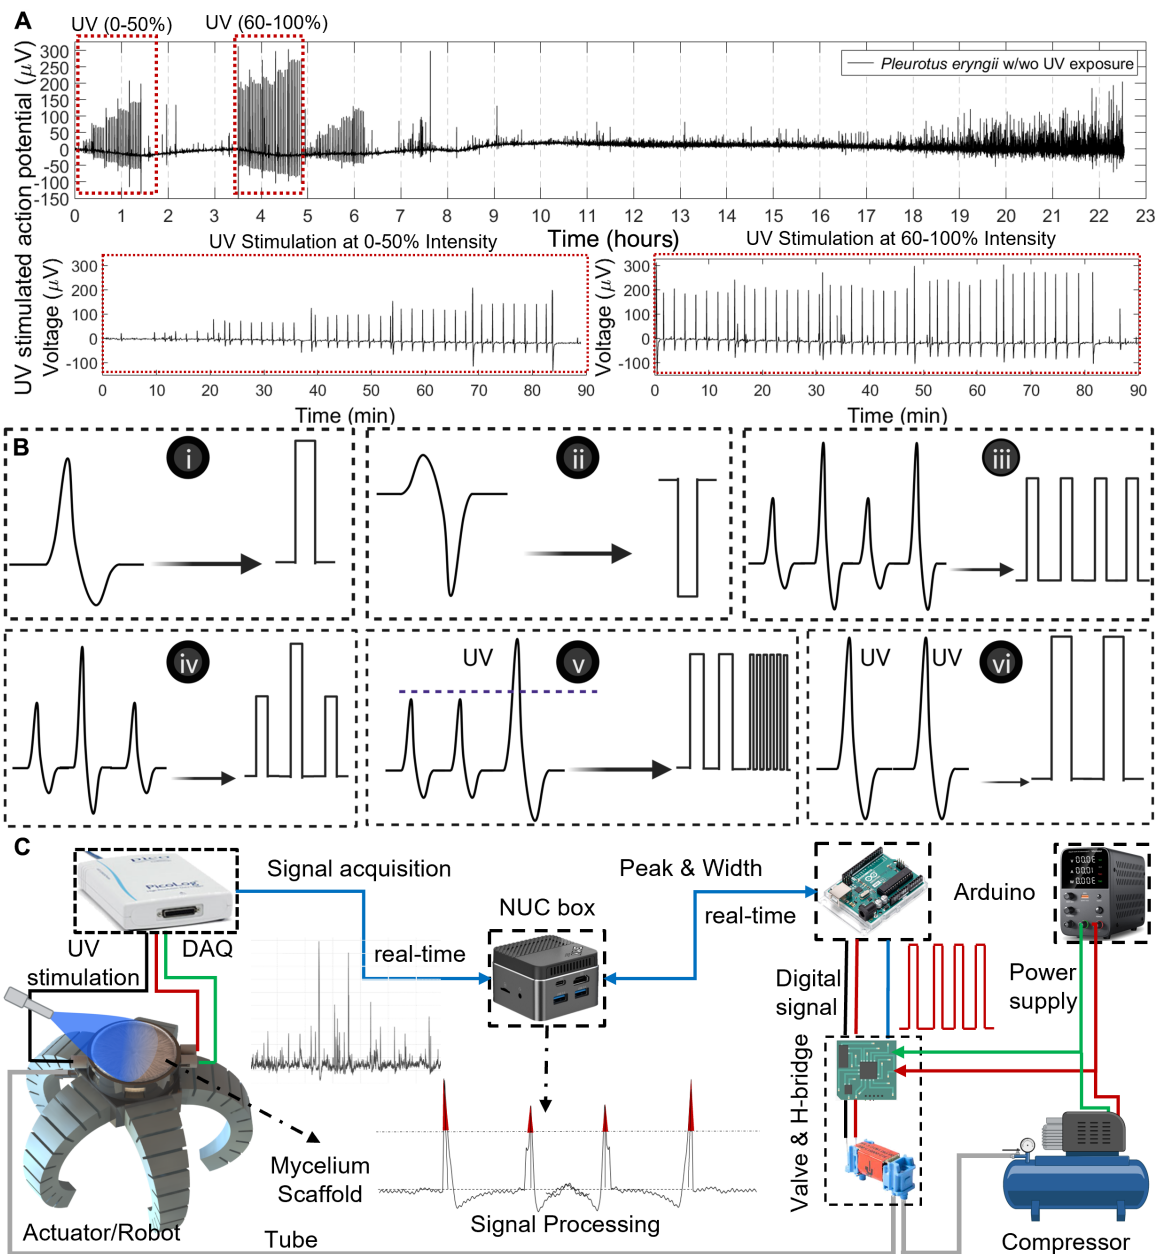 A
UV (0-50%)
UV (60-100%)
UV stimulated action potential (μV)
300
250
200
150
100
50
0
-50
-100
-150
Pleurotus eryngii w/wo UV exposure
0 1 2 3 4 5 6 7 8 9 10 11 12 13 14 15 16 17 18 19 20 21 22 23
Time (hours)
UV Stimulation at 0-50% Intensity
UV Stimulation at 60-100% Intensity
Voltage (μV)
300
200
100
0
-100
0 10 20 30 40 50 60 70 80 90
Time (min)
Voltage (μV)
300
200
100
0
-100
0 10 20 30 40 50 60 70 80 90
Time (min)
B
i
ii
iii
iv
UV
v
UV
UV
vi
C
Signal acquisition
Peak & Width
PicoLog
NUC box
Arduino
UV
stimulation
DAQ
real-time
real-time
Digital
signal
Power
supply
Valve & H-bridge
Mycelium
Scaffold
Signal Processing
Actuator/Robot
Tube
Compressor